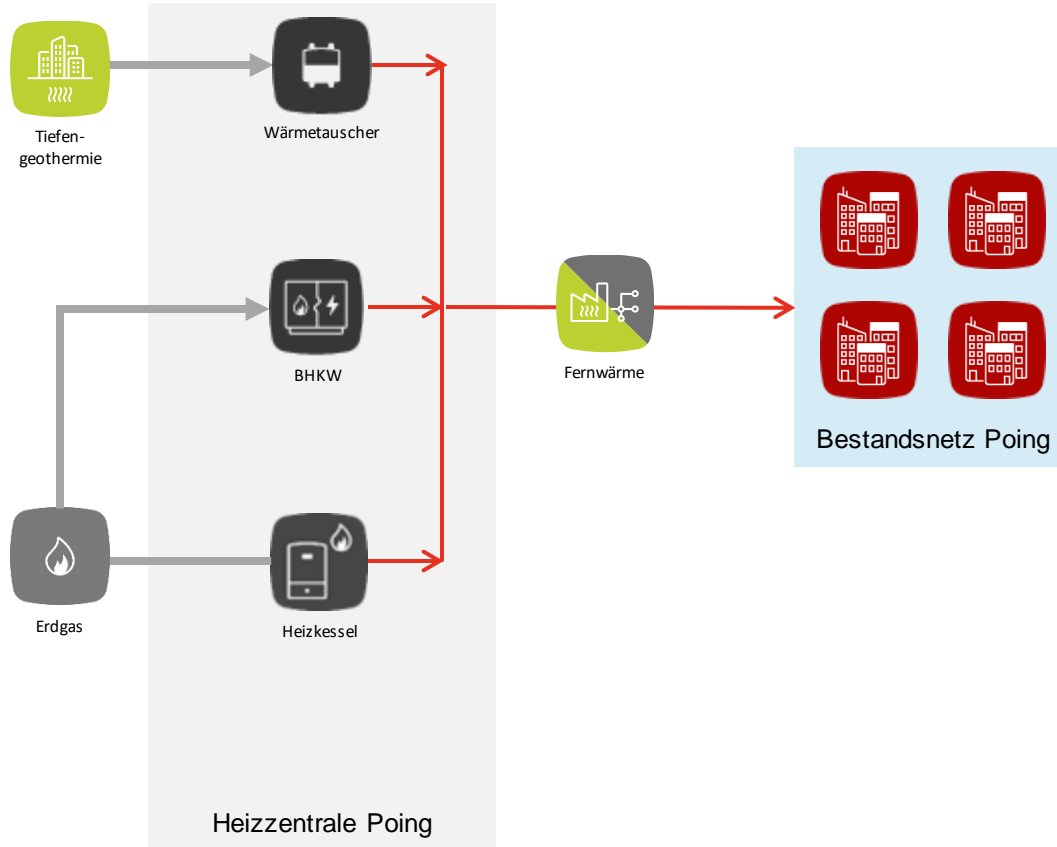 Tiefen-
geothermie
Wärmetauscher
BHKW
Fernwärme
Bestandsnetz Poing
Erdgas
Heizkessel
Heizzentrale Poing